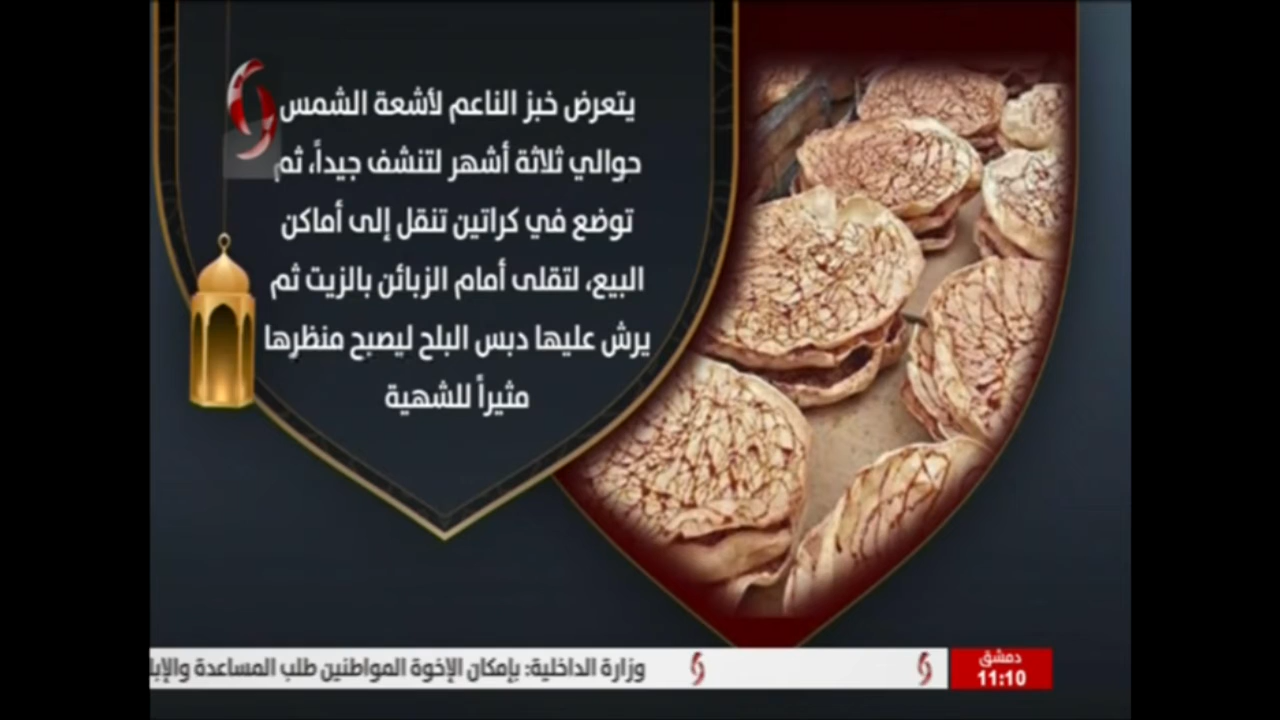 يتعرض خبز الناعم لأشعة الشمس
حوالي ثلاثة أشهر لتنشف جيداً، ثم
توضع في كراتين تنقل إلى أماكن
البيع، لتقلى أمام الزبائن بالزيت ثم
يرش عليها دبس البلح ليصبح منظرها
مثيراً للشهية
دمشق
11:10
وزارة الداخلية: بإمكان الإخوة المواطنين طلب المساعدة